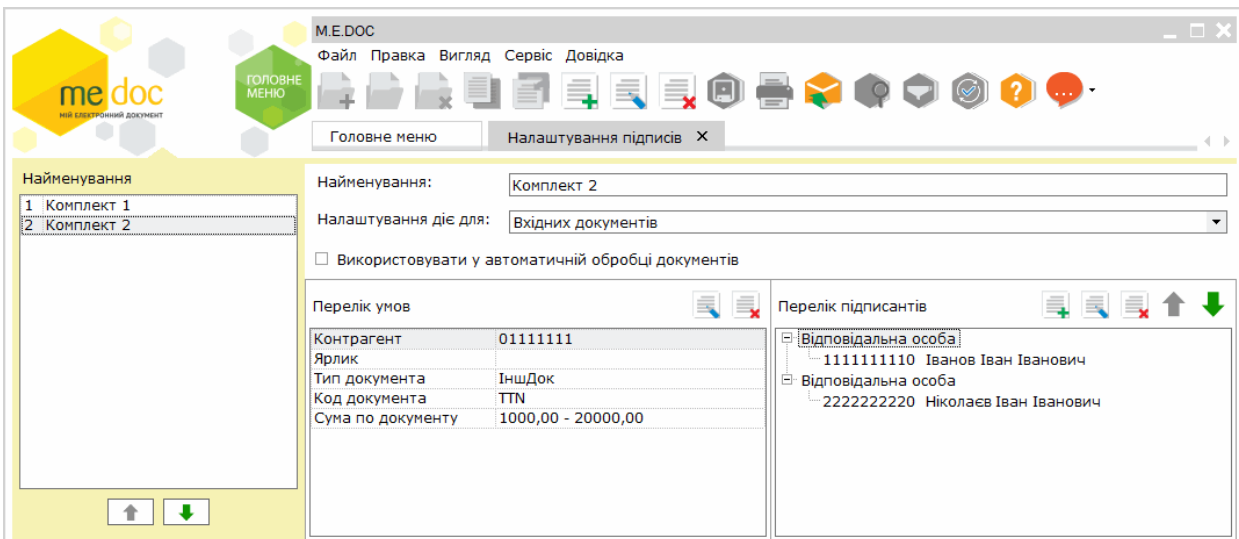 M.E.DOC
Файл Правка Вигляд Сервіс Довідка
me doc
МІЙ ЕЛЕКТРОННИЙ ДОКУМЕНТ
ГОЛОВНЕ
МЕНЮ
Головне меню
Налаштування підписів X
Найменування
1 Комплект 1
2 Комплект 2
Найменування: Комплект 2
Налаштування діє для: Вхідних документів
Використовувати у автоматичній обробці документів
Перелік умов
Контрагент 01111111
Ярлик
Тип документа ІншДок
Код документа TTN
Сума по документу 1000,00 - 20000,00
Перелік підписантів
Відповідальна особа
1111111110 Іванов Іван Іванович
Відповідальна особа
2222222220 Ніколаєв Іван Іванович